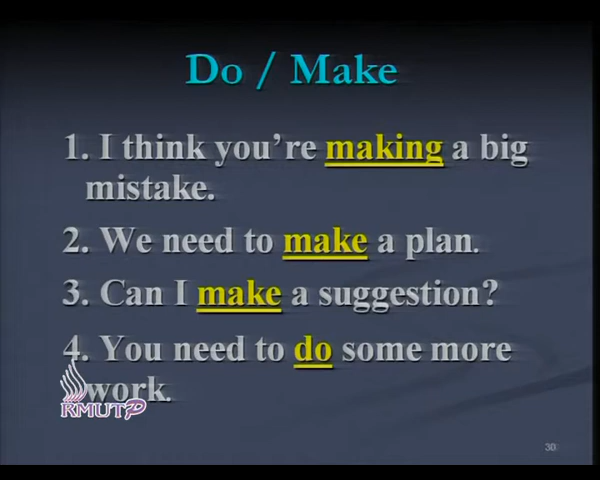 Do / Make
1. I think you're making a big
mistake.
2. We need to make a plan.
3. Can I make a suggestion?
4. You need to do some more
work.
RMUTP
30